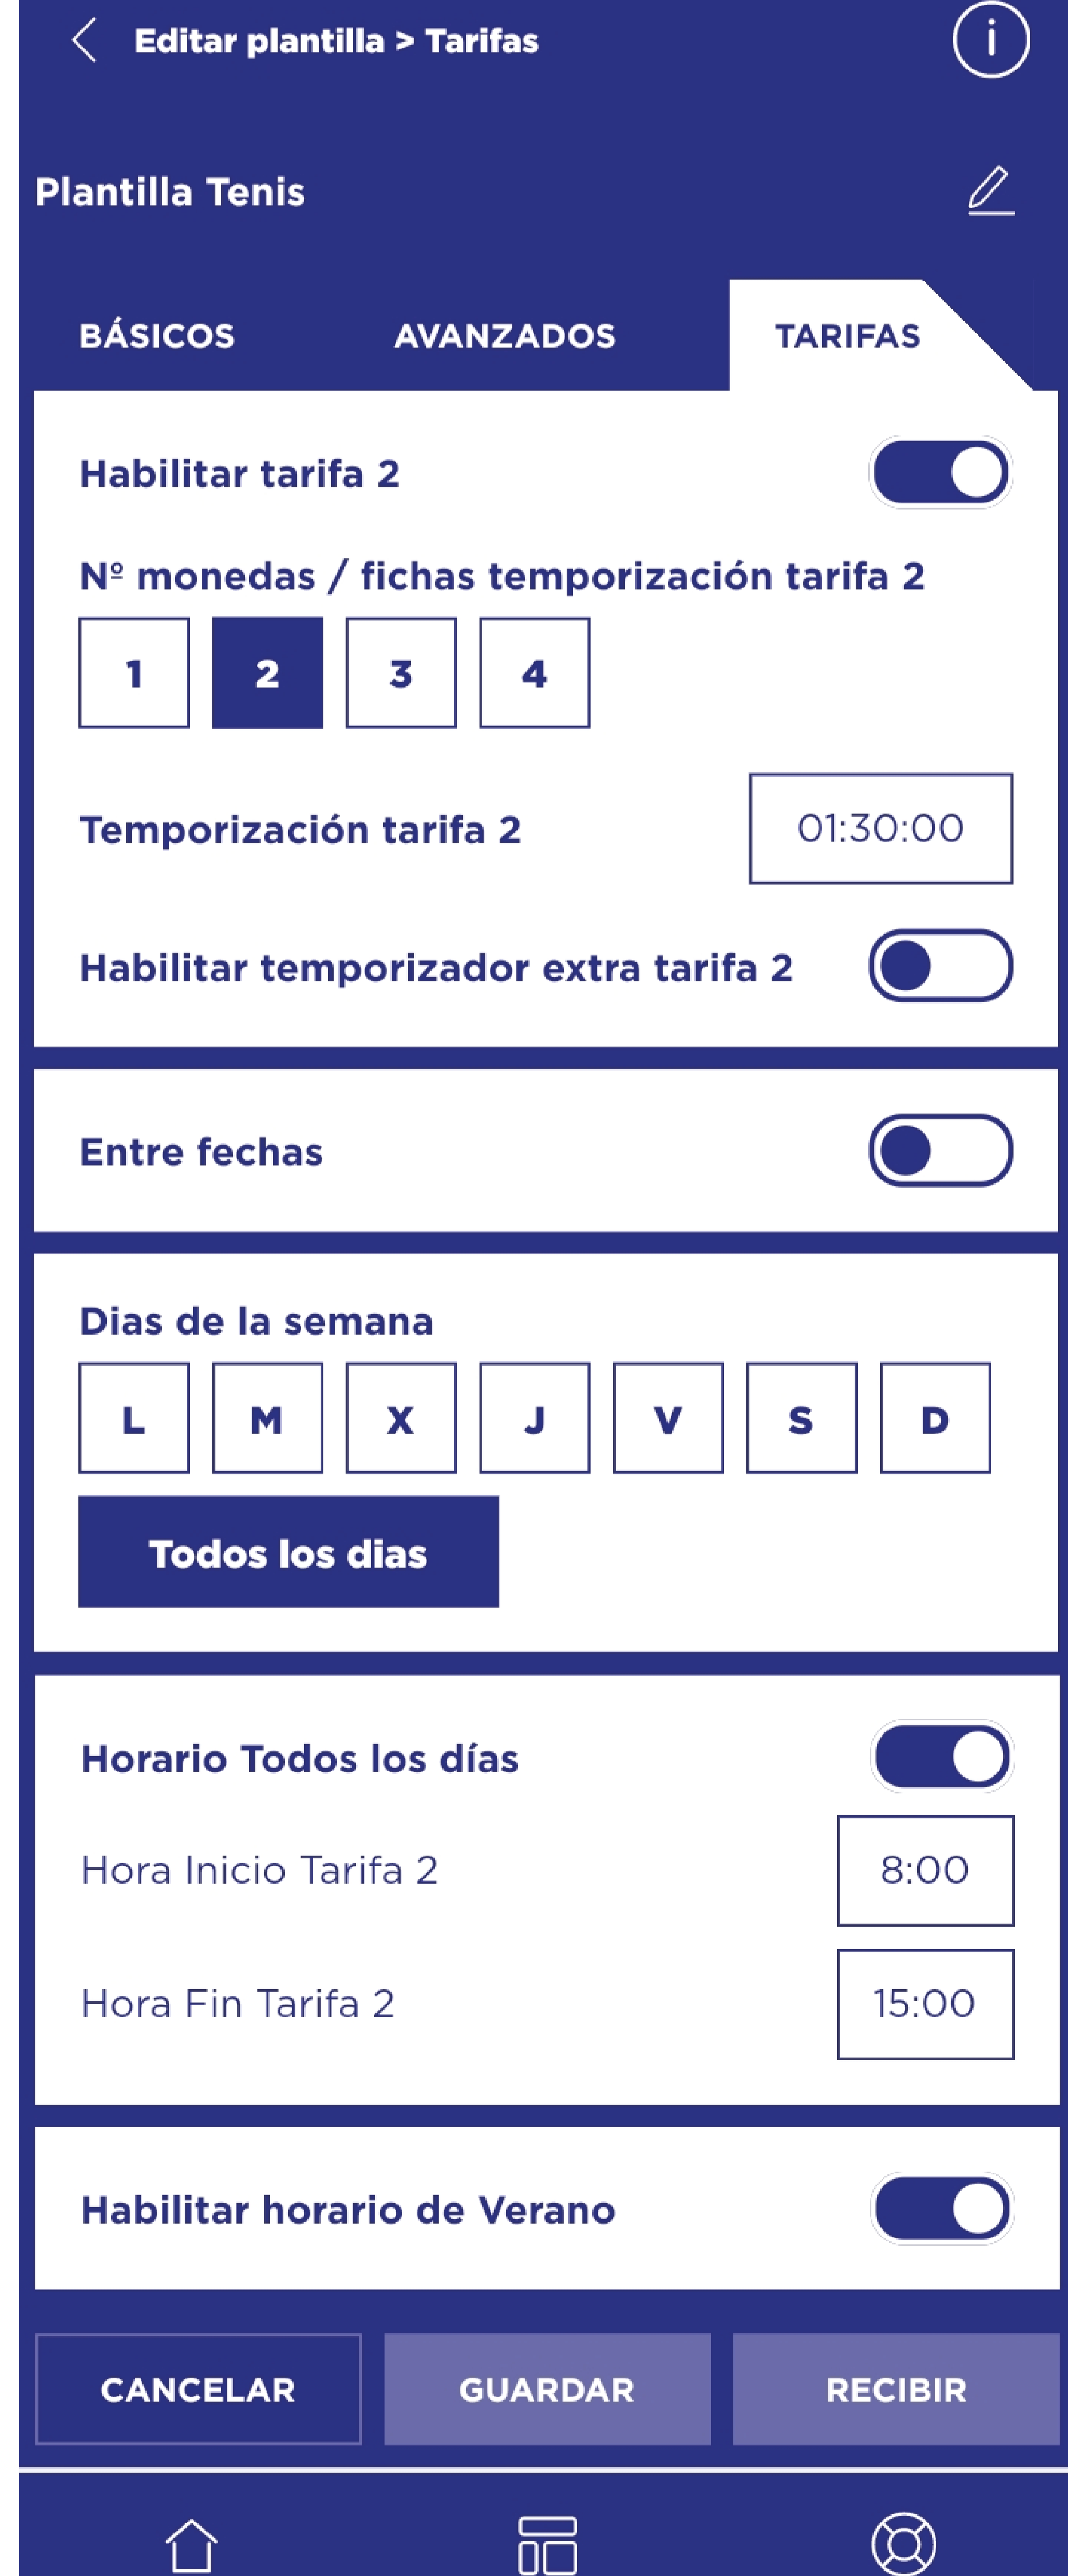 Editar plantilla > Tarifas
i
Plantilla Tenis
BÁSICOS AVANZADOS TARIFAS
Habilitar tarifa 2
Nº monedas / fichas temporización tarifa 2
1 2 3 4
Temporización tarifa 2 01:30:00
Habilitar temporizador extra tarifa 2
Entre fechas
Dias de la semana
L M X J V S D
Todos los dias
Horario Todos los días
Hora Inicio Tarifa 2 8:00
Hora Fin Tarifa 2 15:00
Habilitar horario de Verano
CANCELAR GUARDAR RECIBIR